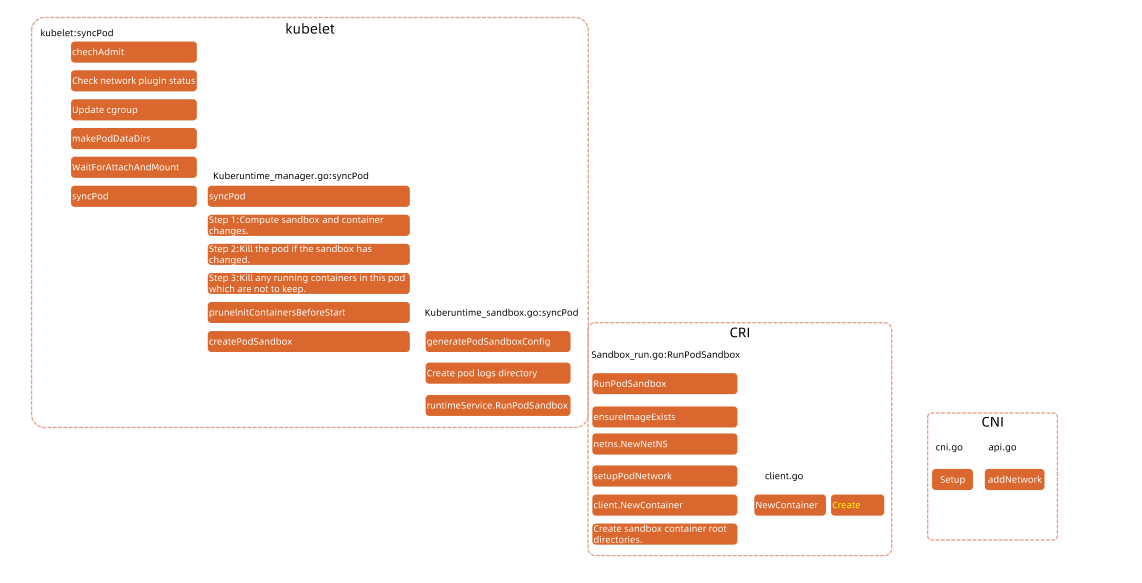 kubelet
kubelet:syncPod
chechAdmit
Check network plugin status
Update cgroup
makePodDataDirs
WaitForAttachAndMount
syncPod
Kuberuntime_manager.go:syncPod
syncPod
Step 1:Compute sandbox and container
changes.
Step 2:Kill the pod if the sandbox has
changed.
Step 3:Kill any running containers in this pod
which are not to keep.
pruneInitContainersBeforeStart
createPodSandbox
Kuberuntime_sandbox.go:syncPod
generatePodSandboxConfig
Create pod logs directory
runtimeService.RunPodSandbox
CRI
Sandbox_run.go:RunPodSandbox
RunPodSandbox
ensureImageExists
netns.NewNetNS
setupPodNetwork
client.NewContainer
Create sandbox container root
directories.
client.go
NewContainer
Create
CNI
cni.go
api.go
Setup
addNetwork